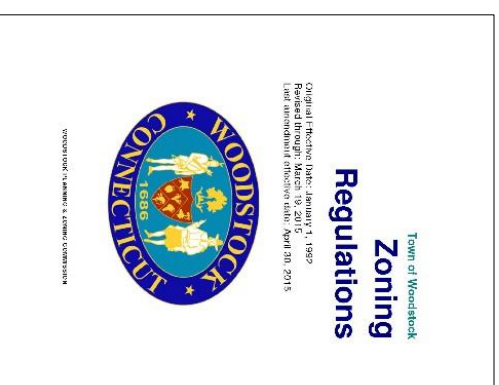 Town of Woodstock
Zoning
Regulations
Original Effective Date: January 1, 1992
Revised through: March 19, 2015
Last amendment effective date: April 30, 2015
WOODSTOCK
1686
CONNECTICUT
WOODSTOCK PLANNING & ZONING COMMISSION